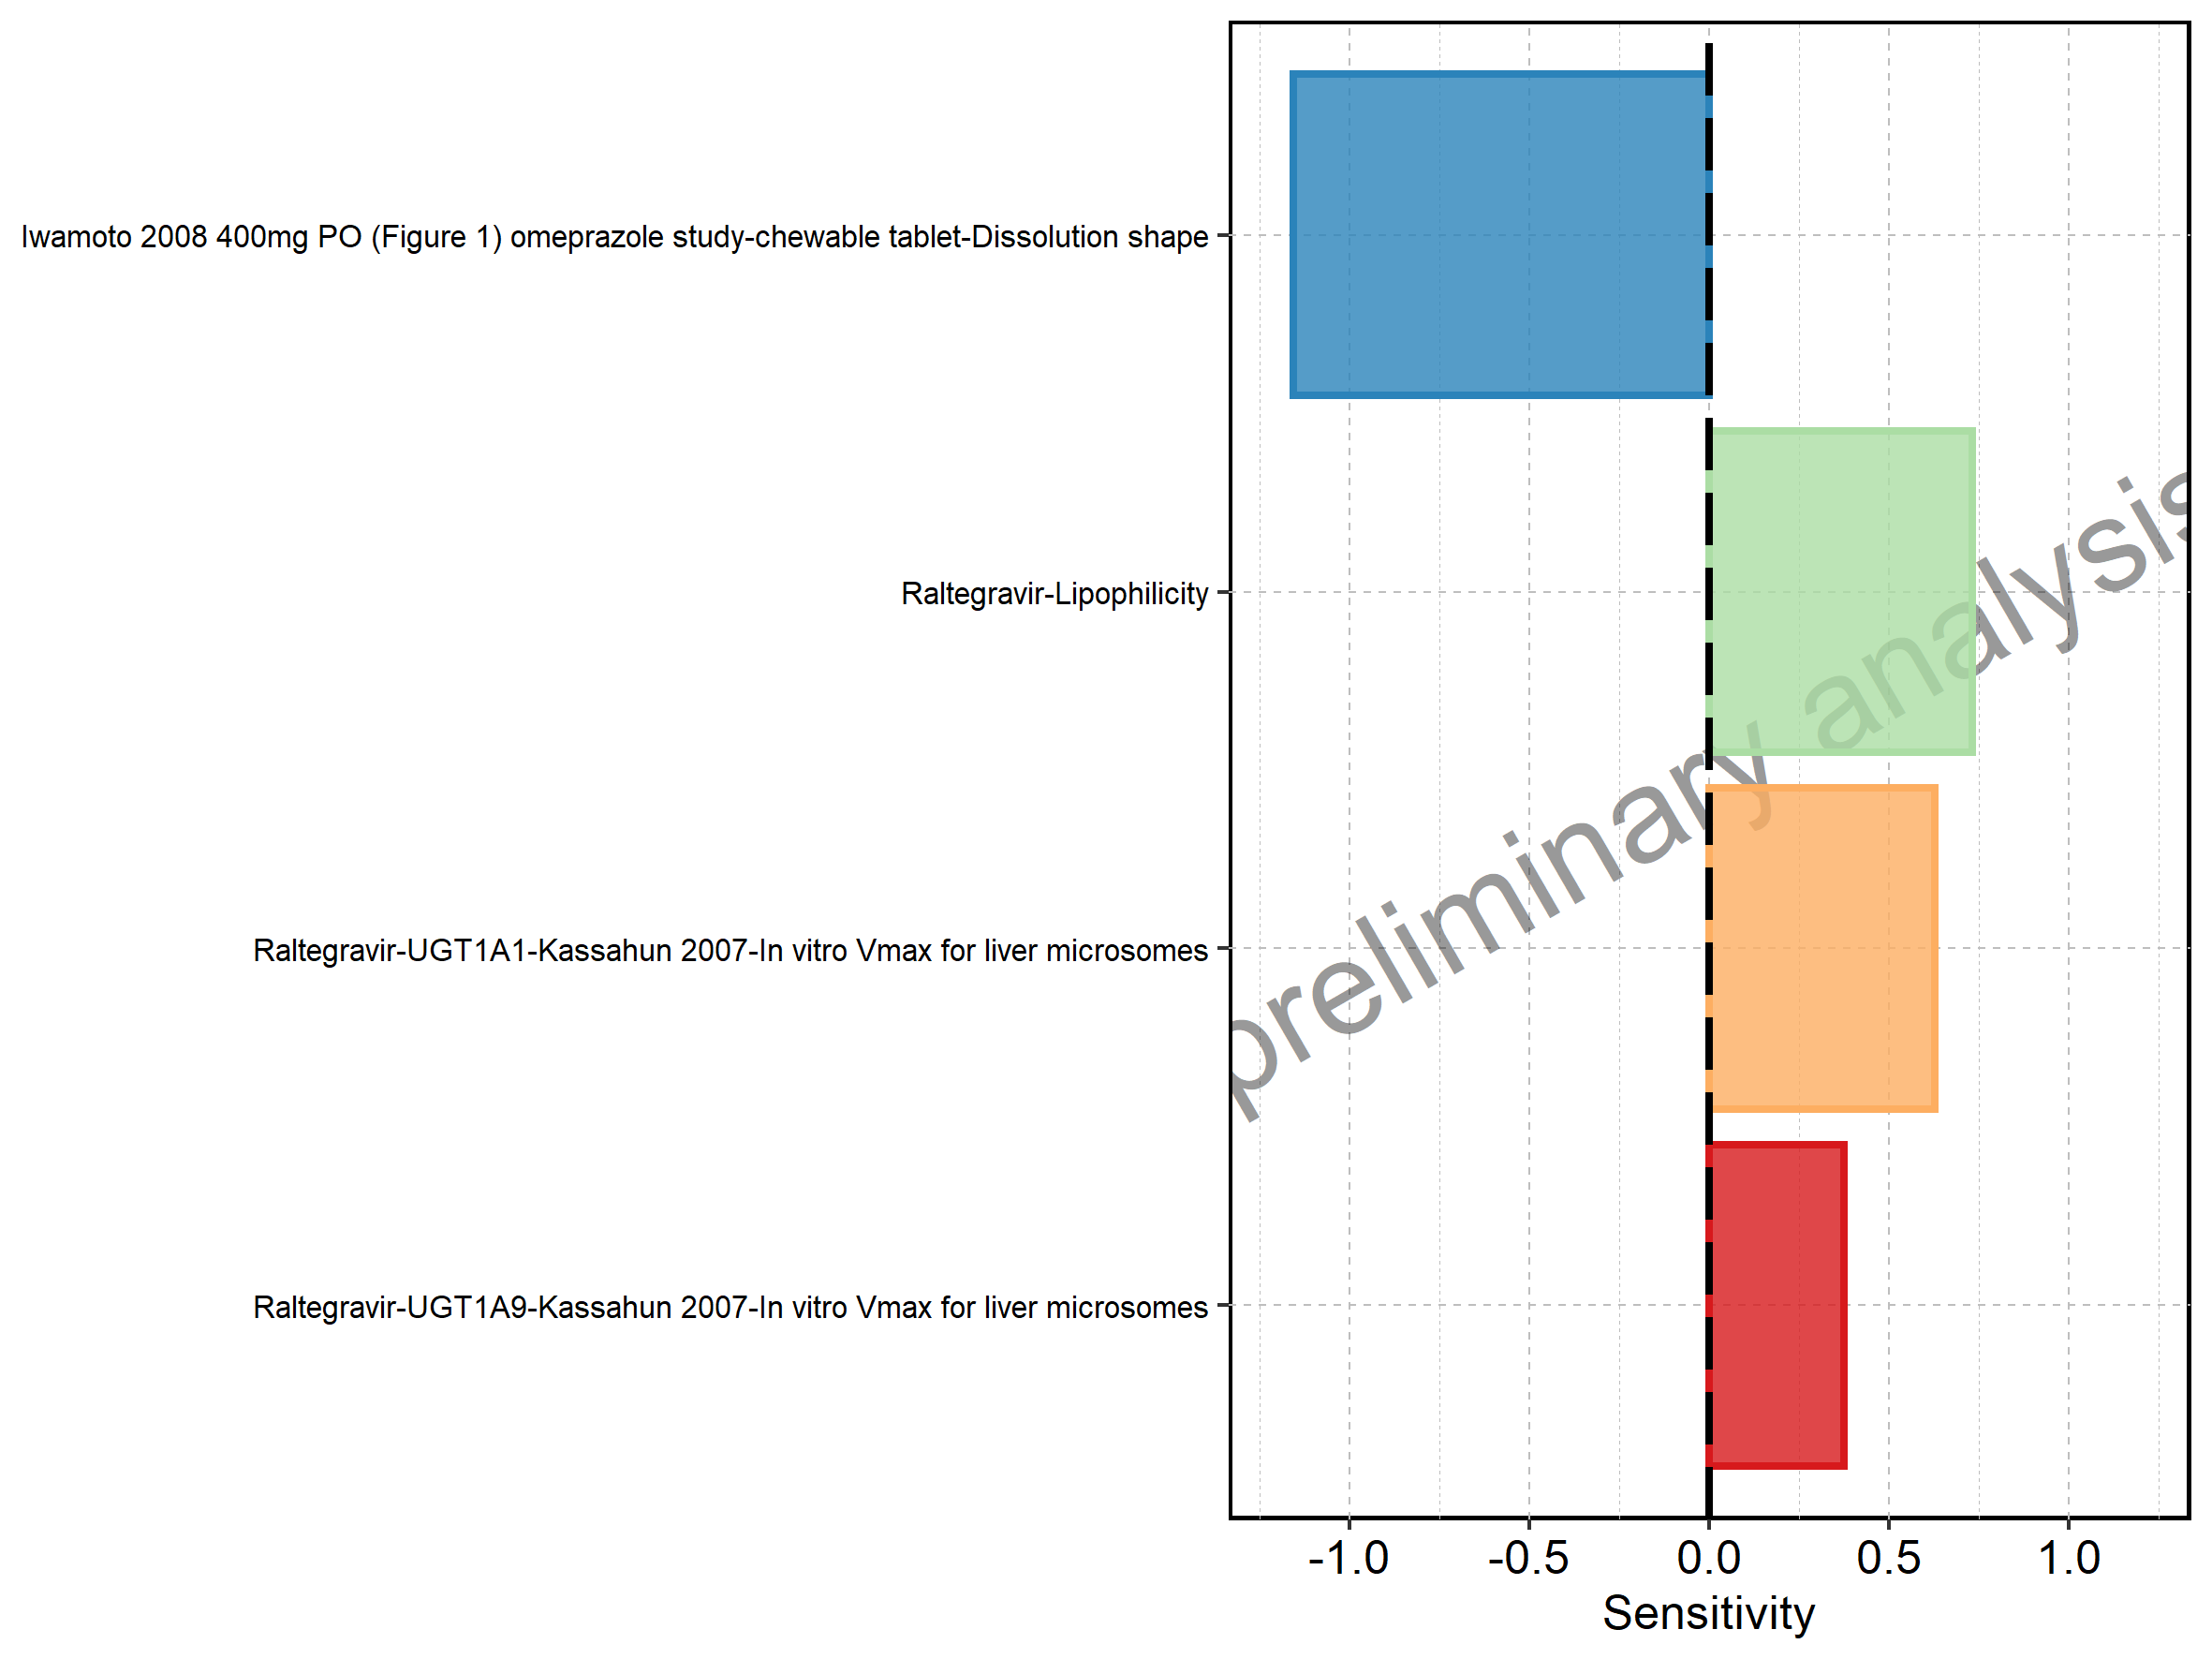 Iwamoto 2008 400mg PO (Figure 1) omeprazole study-chewable tablet-Dissolution shape
Raltegravir-Lipophilicity
preliminary analysis
Raltegravir-UGT1A1-Kassahun 2007-In vitro Vmax for liver microsomes
Raltegravir-UGT1A9-Kassahun 2007-In vitro Vmax for liver microsomes
-1.0 -0.5 0.0 0.5 1.0
Sensitivity